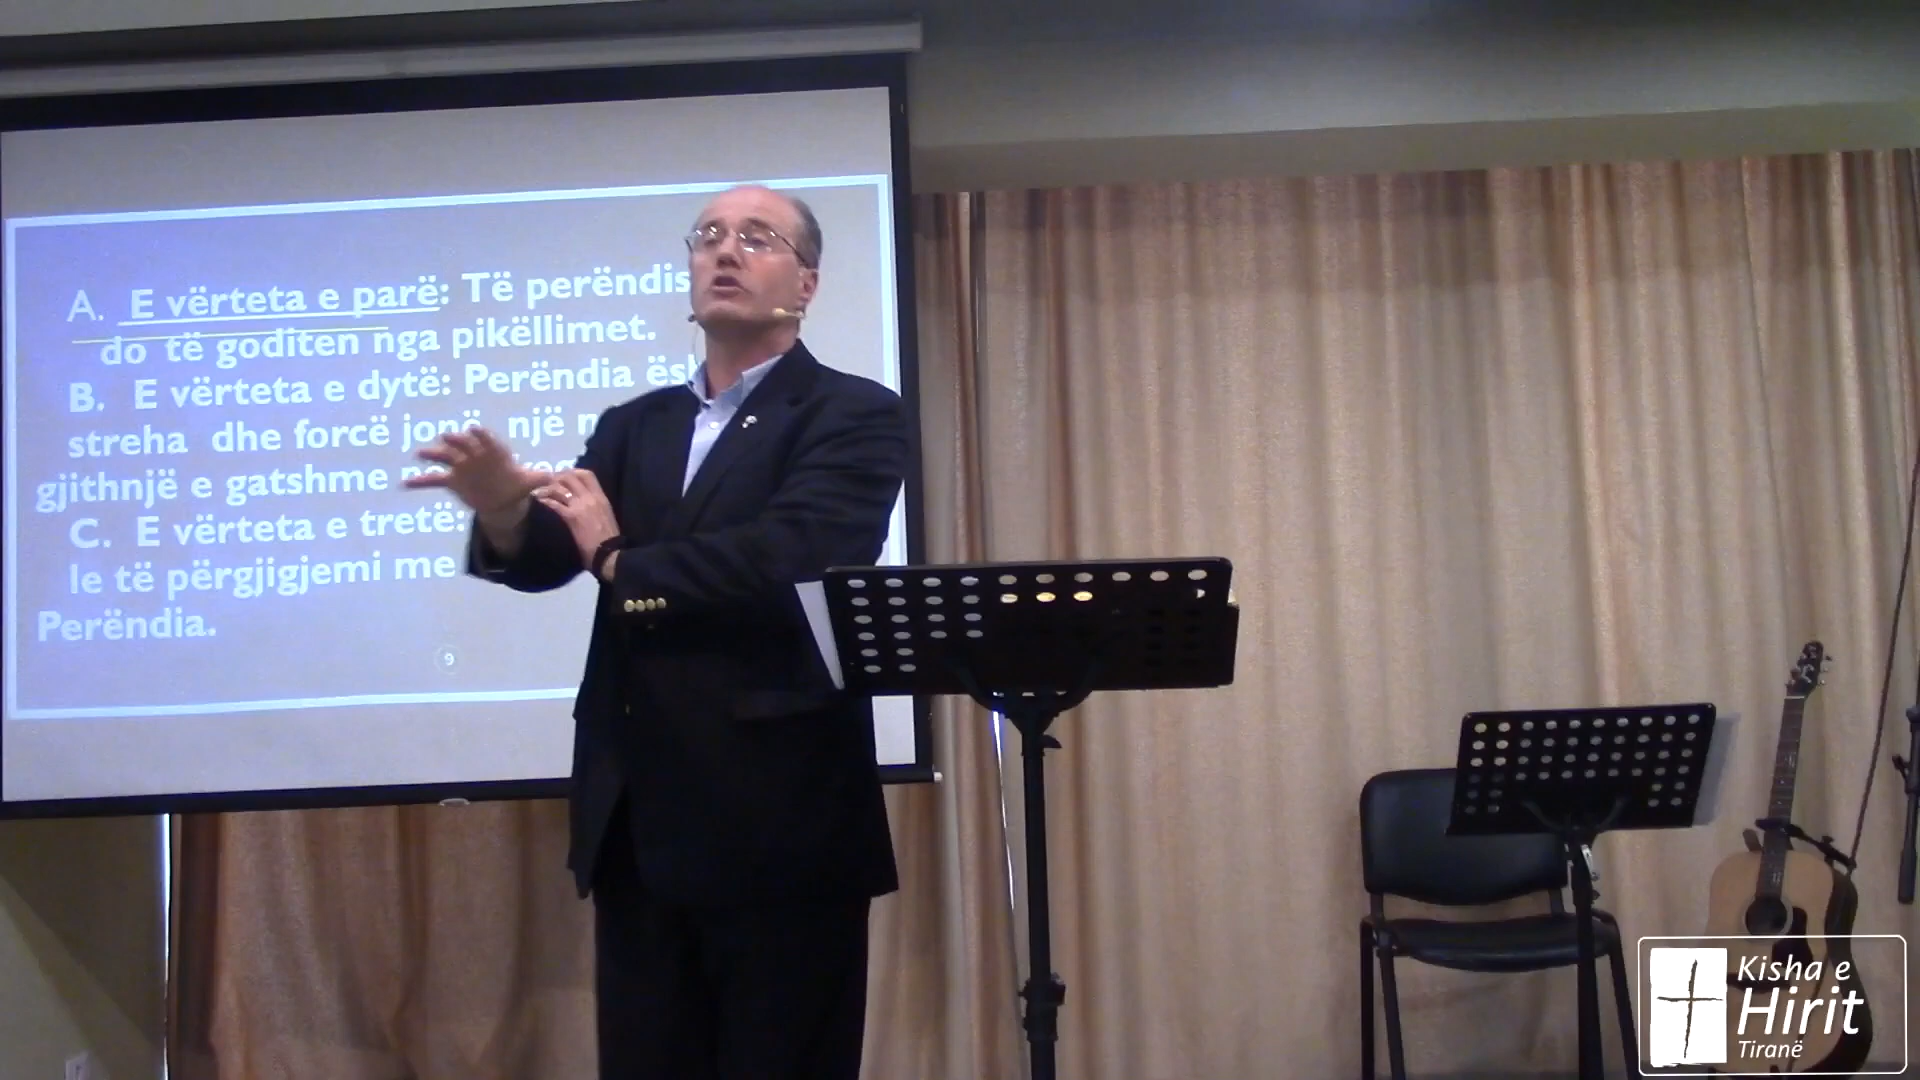 A. E vërteta e parë: Të perëndis
do të goditen nga pikëllimet.
B. E vërteta e dytë: Perëndia
streha dhe forcë jonë, një
gjithnjë e gatshme
C. E vërteta e tretë:
le të përgjigjemi me
Perëndia.
9
Kisha e
Hirit
Tiranë